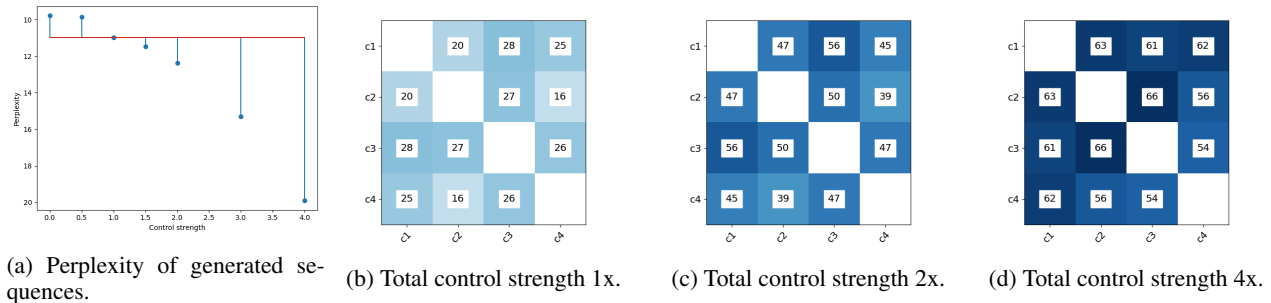 10
12
14
16
18
20
Perplexity
0.0 0.5 1.0 1.5 2.0 2.5 3.0 3.5 4.0
Control strength
(a) Perplexity of generated se-
quences.
c1 20 28 25
c2 20 27 16
c3 28 27 26
c4 25 16 26
c1 c2 c3 c4
(b) Total control strength 1x.
c1 47 56 45
c2 47 50 39
c3 56 50 47
c4 45 39 47
c1 c2 c3 c4
(c) Total control strength 2x.
c1 63 61 62
c2 63 66 56
c3 61 66 54
c4 62 56 54
c1 c2 c3 c4
(d) Total control strength 4x.